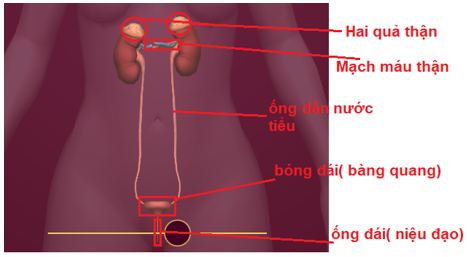 Hai quả thận
Mạch máu thận
ống dẫn nước
tiểu
bóng đái( bàng quang)
ống đái( niệu đạo)